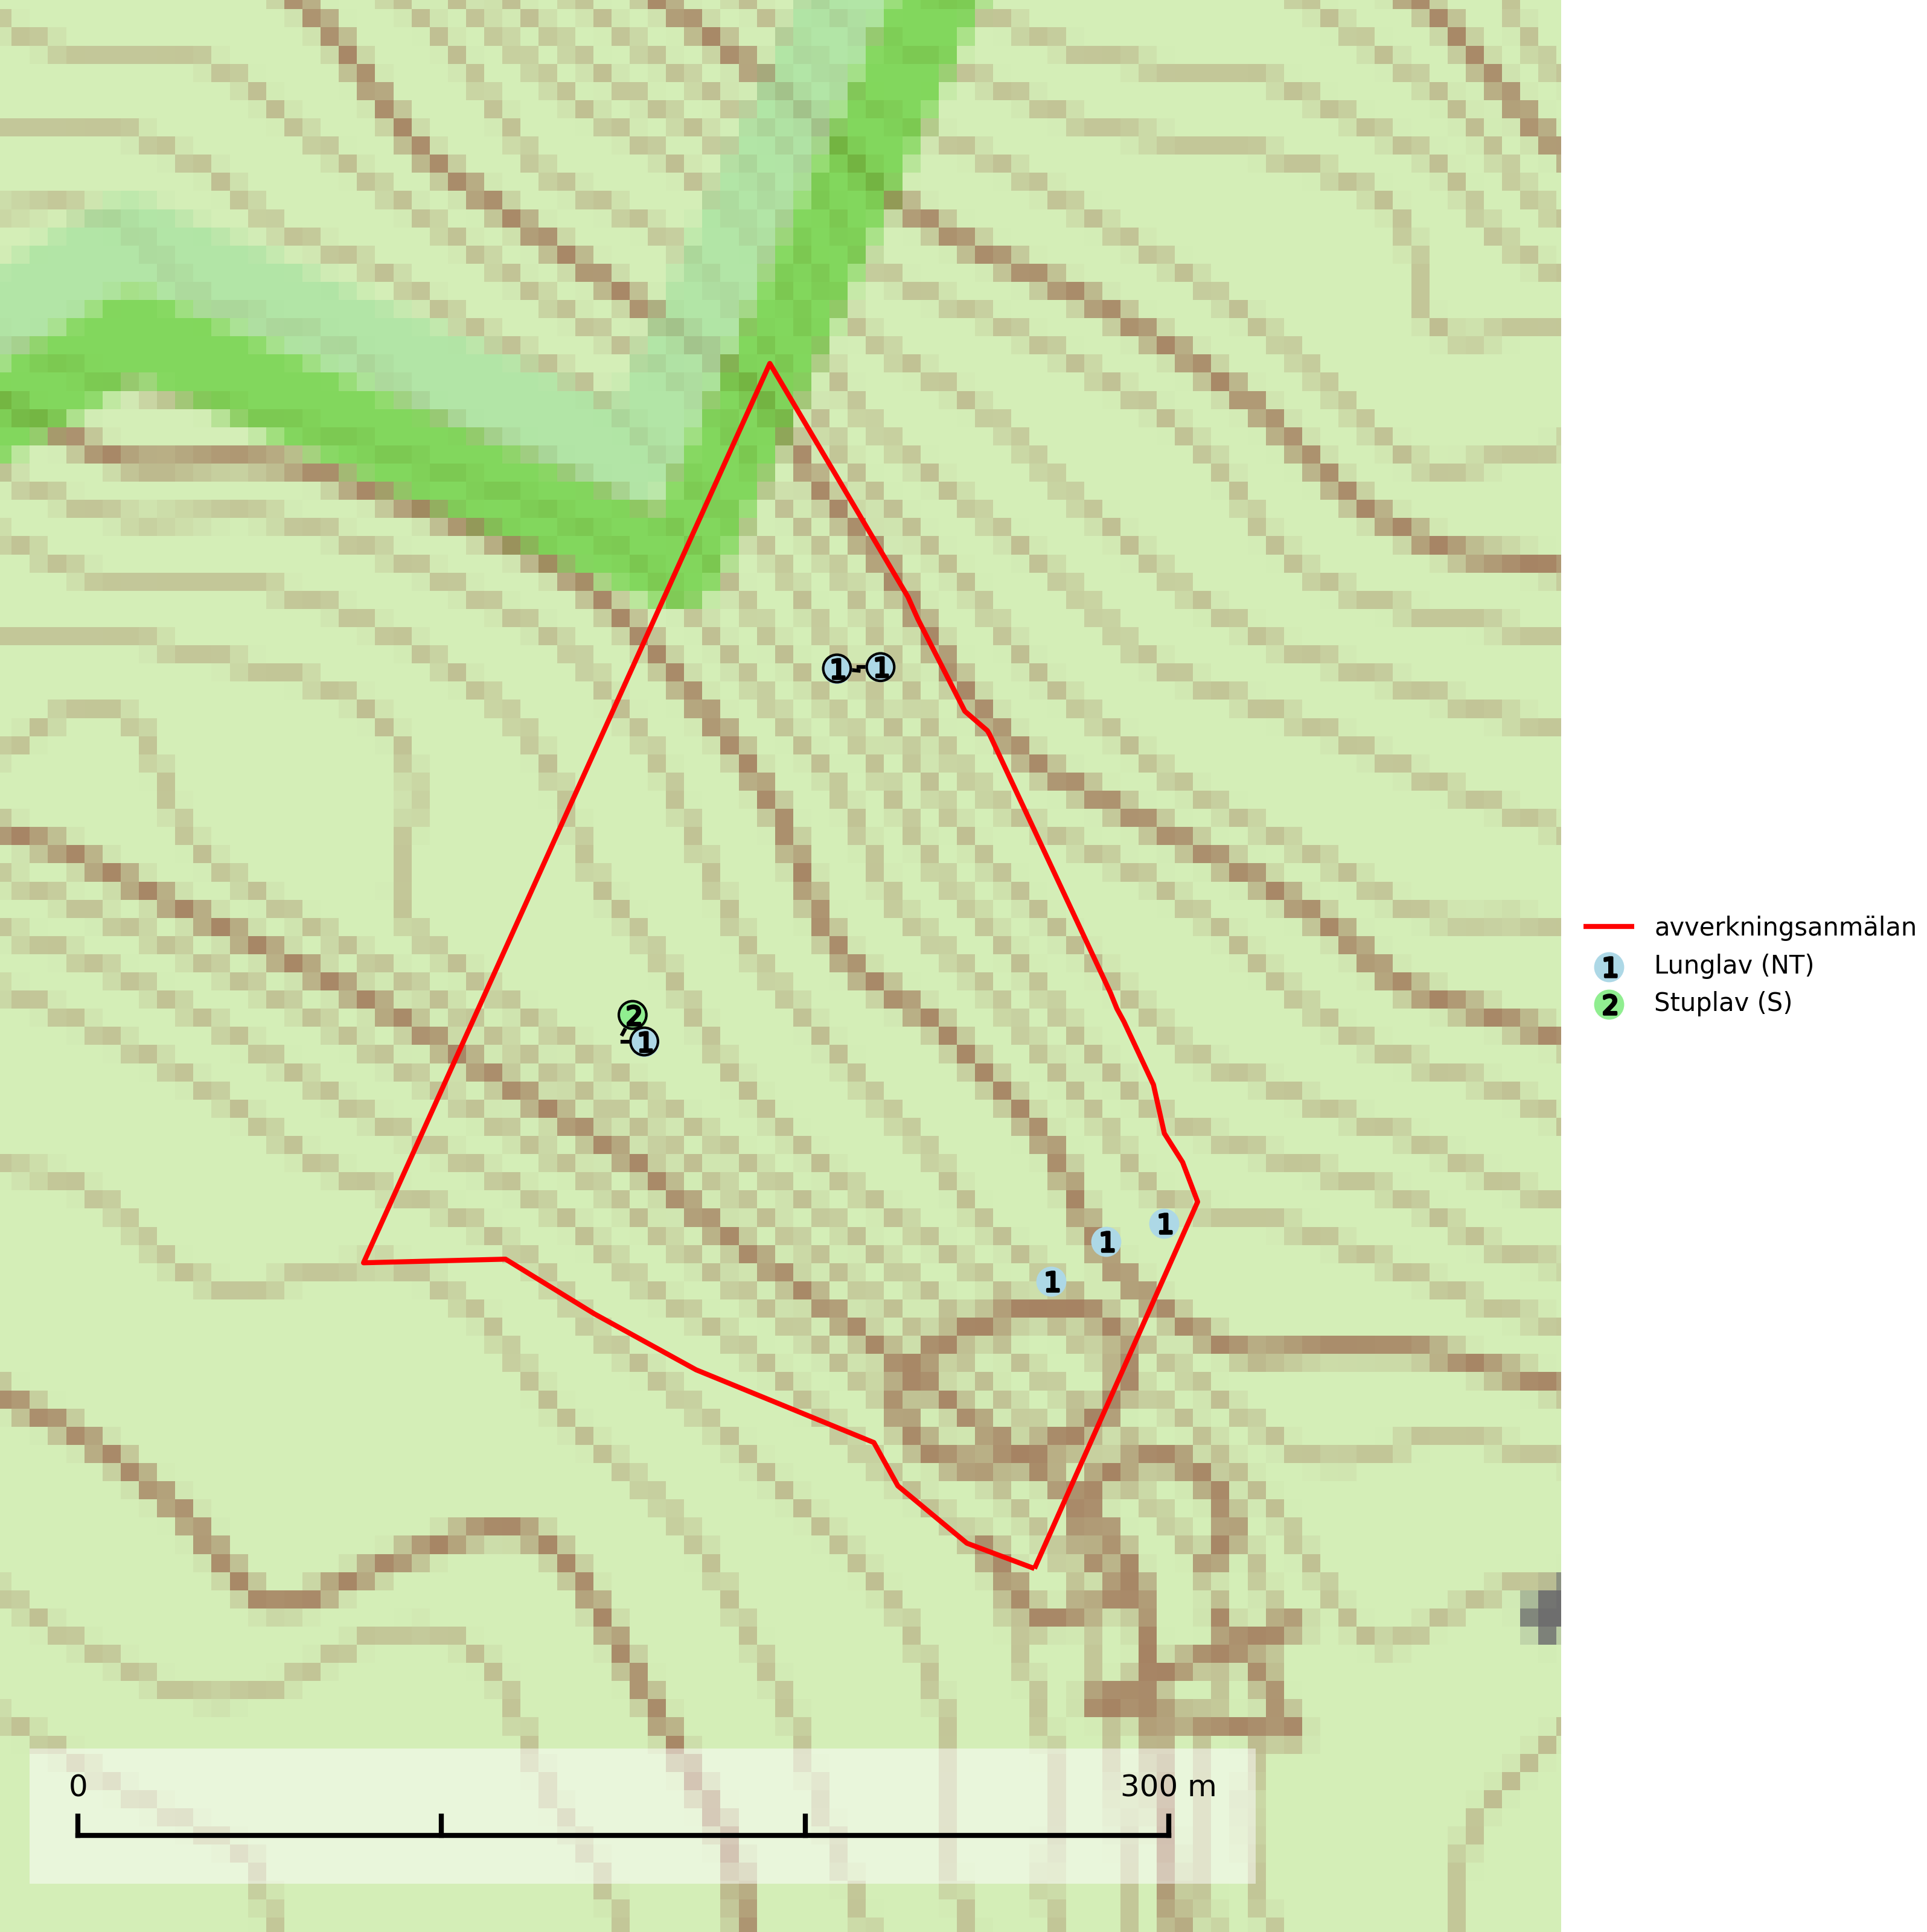 1 1
2
1
1
1
1
avverkningsanmälan
1 Lunglav (NT)
2 Stuplav (S)
0 300 m